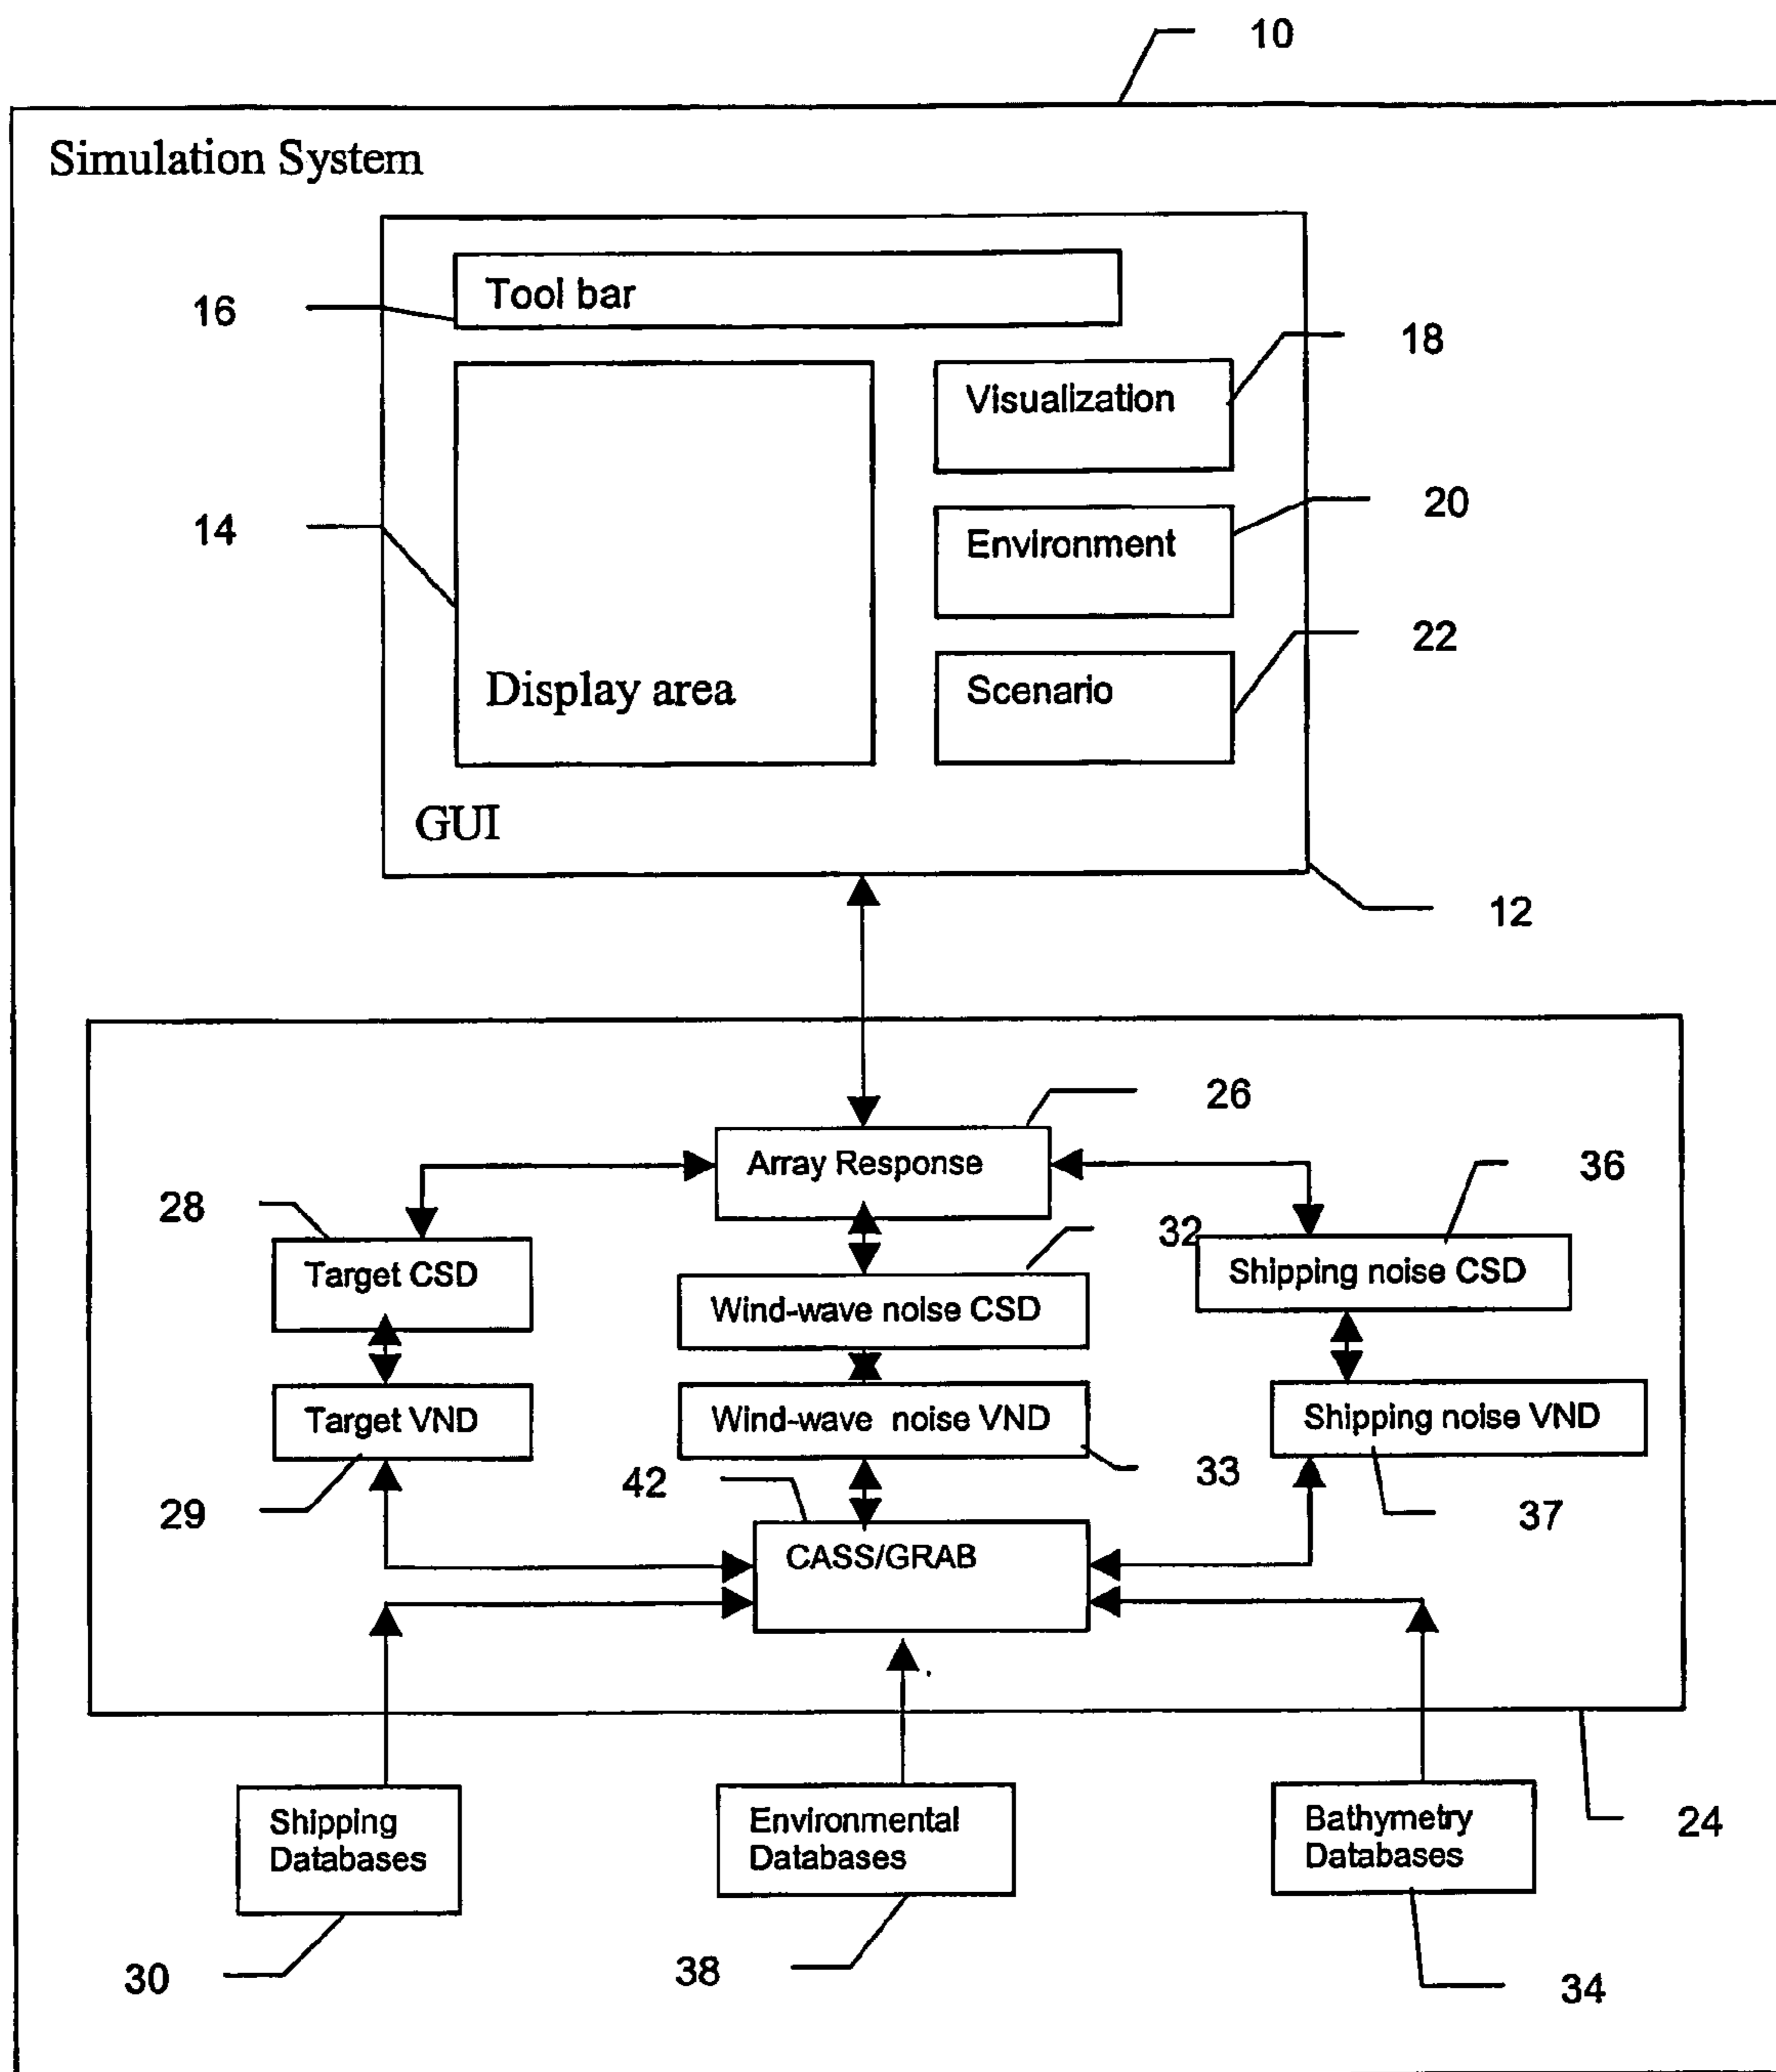 10
Simulation System
Tool bar
16
18
Visualization
14
20
Environment
22
Scenario
Display area
GUI
12
26
Array Response
36
28
32
Target CSD
Wind-wave noise CSD
Shipping noise CSD
Target VND
Wind-wave noise VND
Shipping noise VND
42
33
29
37
CASS/GRAB
Shipping
Databases
Environmental
Databases
Bathymetry
Databases
24
30
38
34